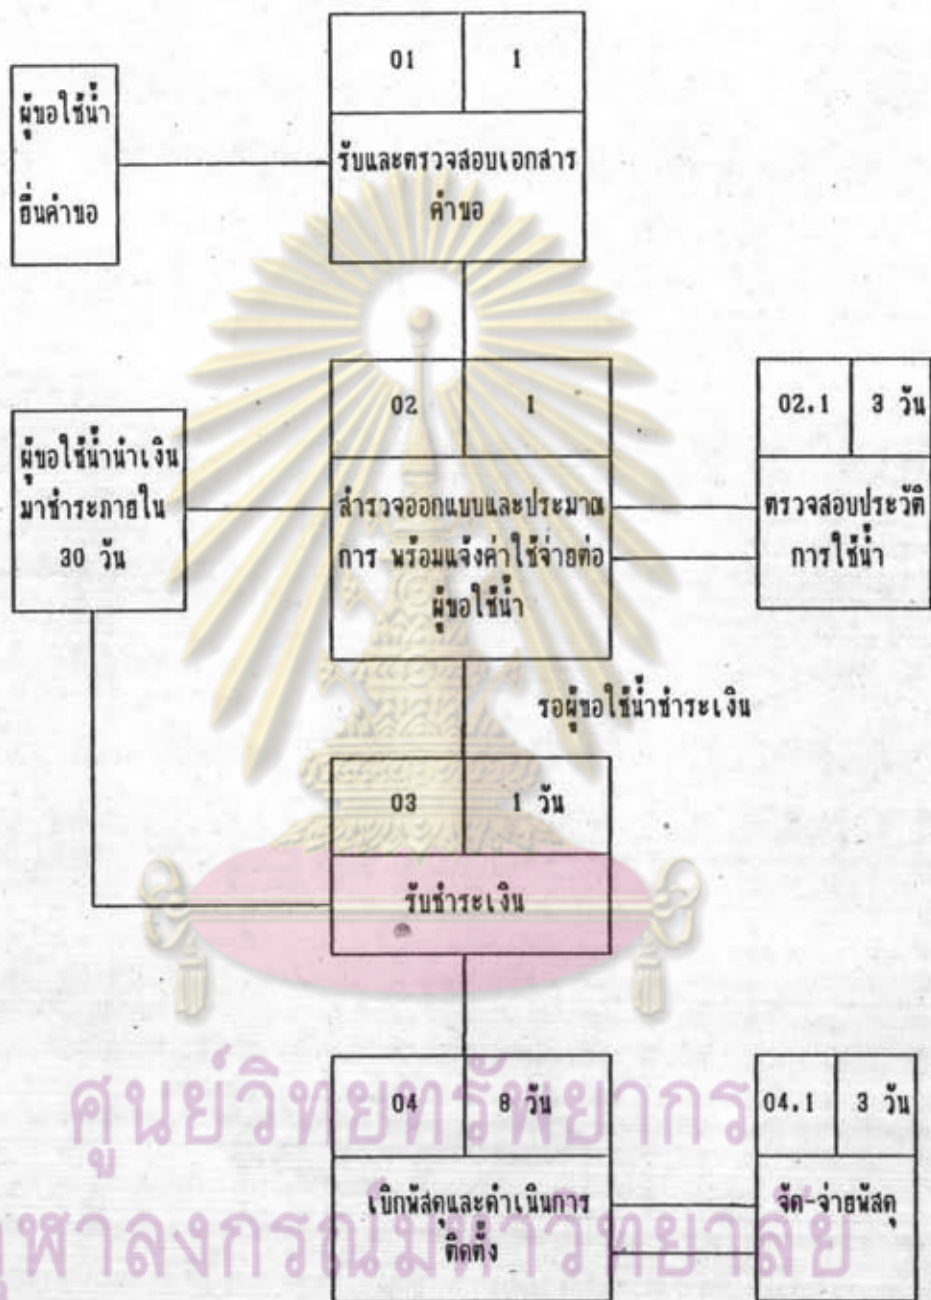 01 1
ผู้ขอใช้น้ำ
ยื่นคำขอ
รับและตรวจสอบเอกสาร
คำขอ
02 1
02.1 3 วัน
ผู้ขอใช้น้ำนำเงิน
มาชำระภายใน
30 วัน
สำรวจออกแบบและประมาณ
การ พร้อมแจ้งค่าใช้จ่ายต่อ
ผู้ขอใช้น้ำ
ตรวจสอบประวัติ
การใช้น้ำ
รอผู้ขอใช้น้ำชำระเงิน
03 1 วัน
รับชำระเงิน
04 8 วัน
04.1 3 วัน
เบิกพัสดุและดำเนินการ
ติดตั้ง
จัด-จ่ายพัสดุ
ศูนย์วิทยทรัพยากร
จุฬาลงกรณ์มหาวิทยาลัย